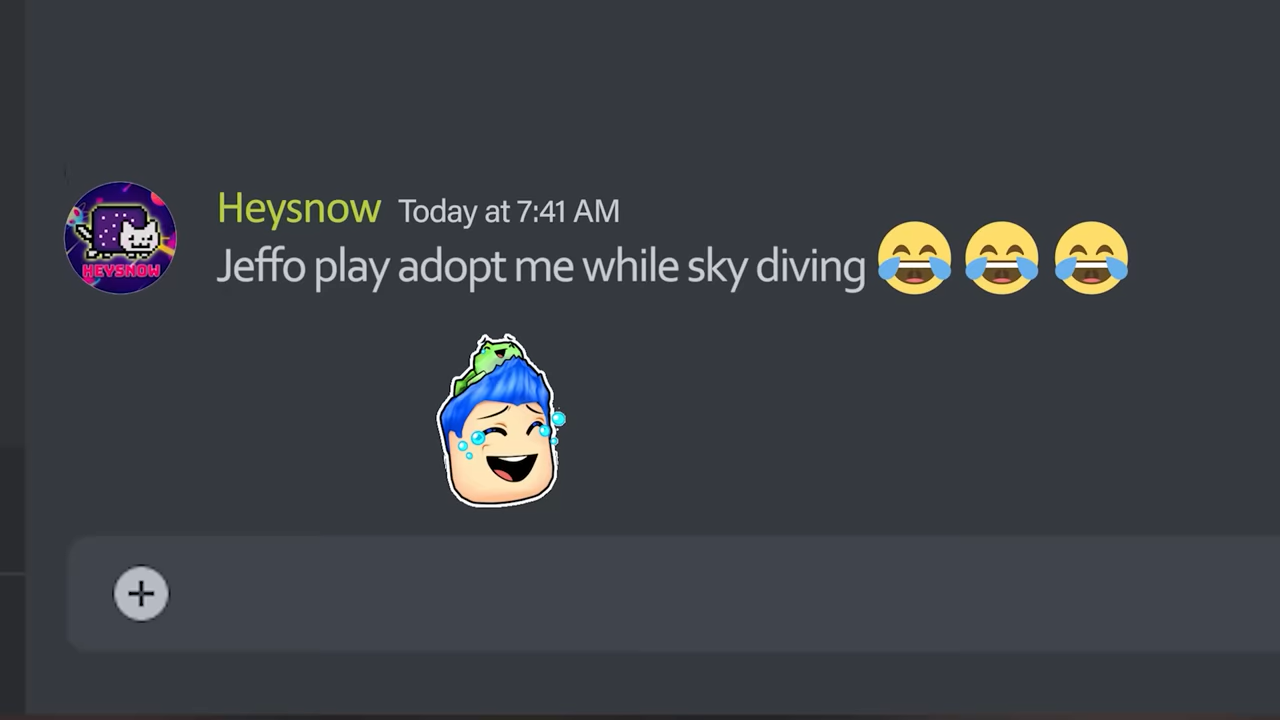 Heysnow Today at 7:41 AM
Jeffo play adopt me while sky diving 😂 😂 😂
HEYSNOW